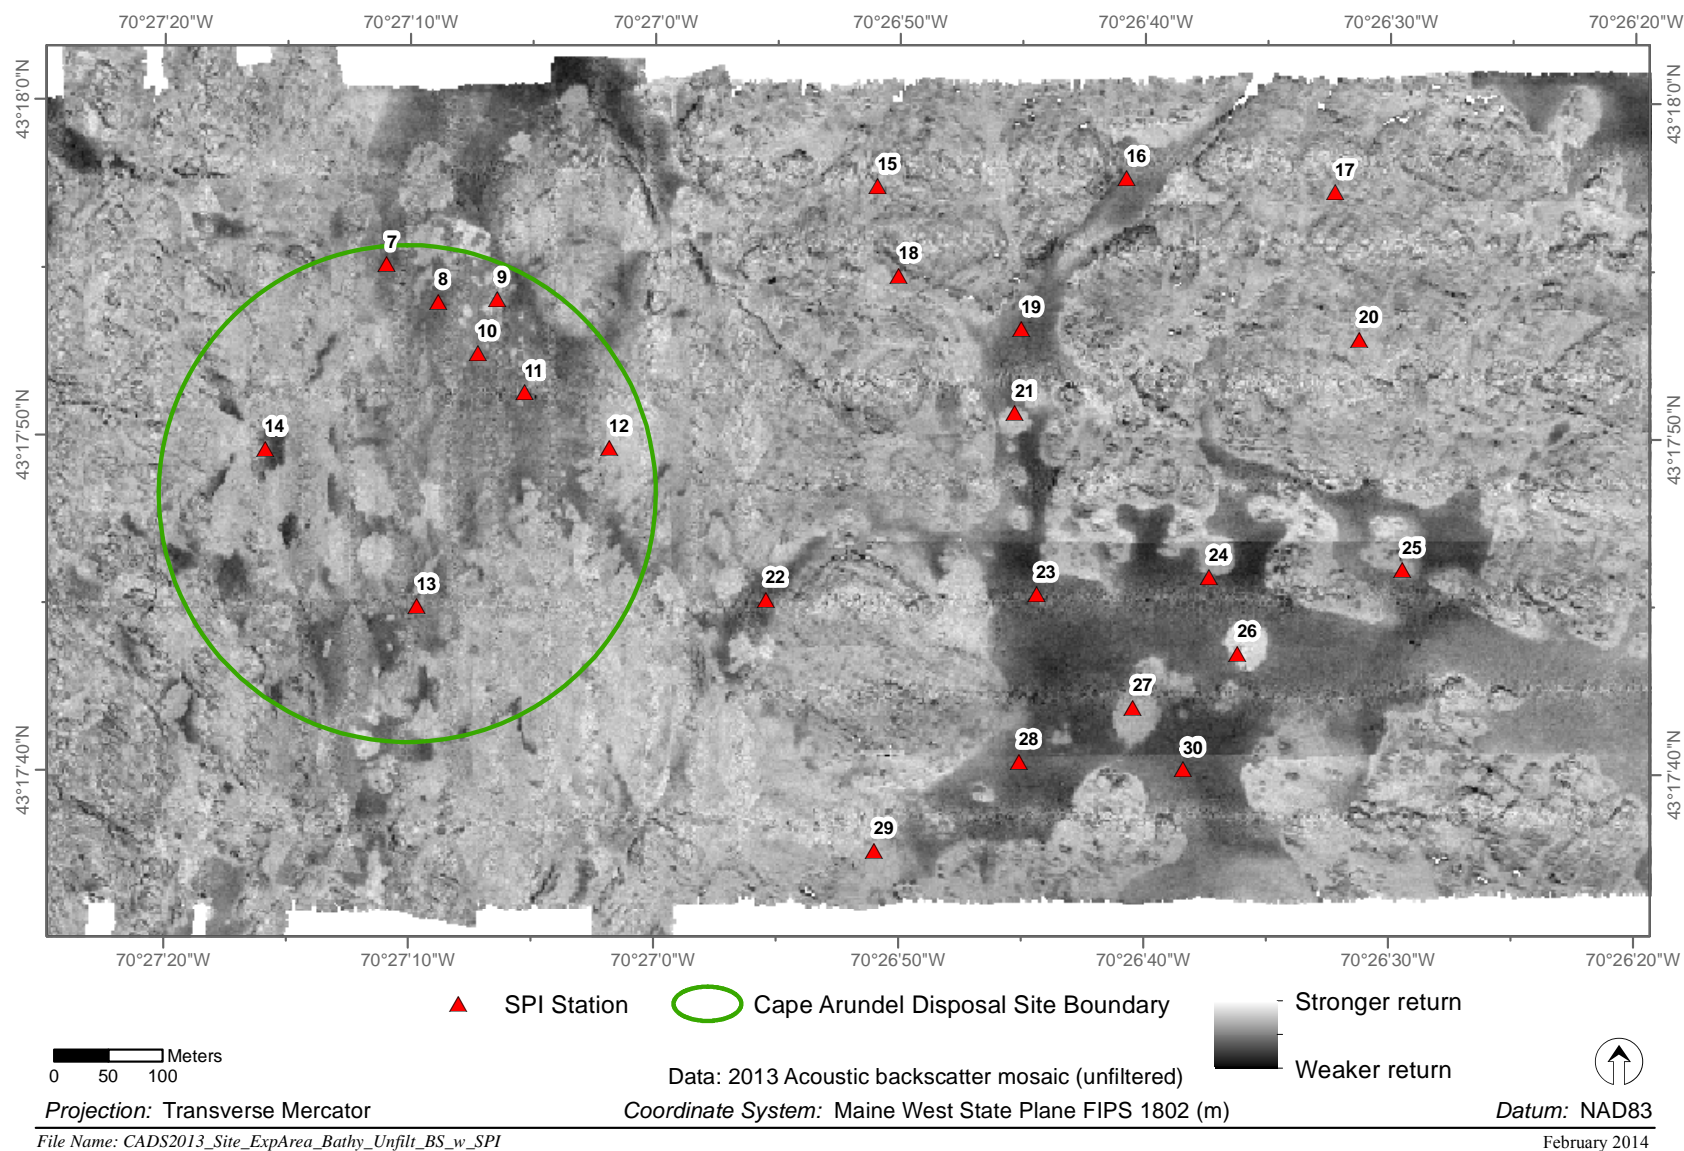 70°27'20"W 70°27'10"W 70°27'0"W 70°26'50"W 70°26'40"W 70°26'30"W 70°26'20"W
43°18'0"N 43°18'0"N
15 16 17
7 18
8 9
19 20
10
11 21
14 12 43°17'50"N 43°17'50"N
24 25
22 23
13
26
27
28 30 43°17'40"N 43°17'40"N
29
70°27'20"W 70°27'10"W 70°27'0"W 70°26'50"W 70°26'40"W 70°26'30"W 70°26'20"W
SPI Station Cape Arundel Disposal Site Boundary Stronger return
Weaker return
Meters
0 50 100
Data: 2013 Acoustic backscatter mosaic (unfiltered)
Projection: Transverse Mercator Coordinate System: Maine West State Plane FIPS 1802 (m) Datum: NAD83
File Name: CADS2013_Site_ExpArea_Bathy_Unfilt_BS_w_SPI February 2014